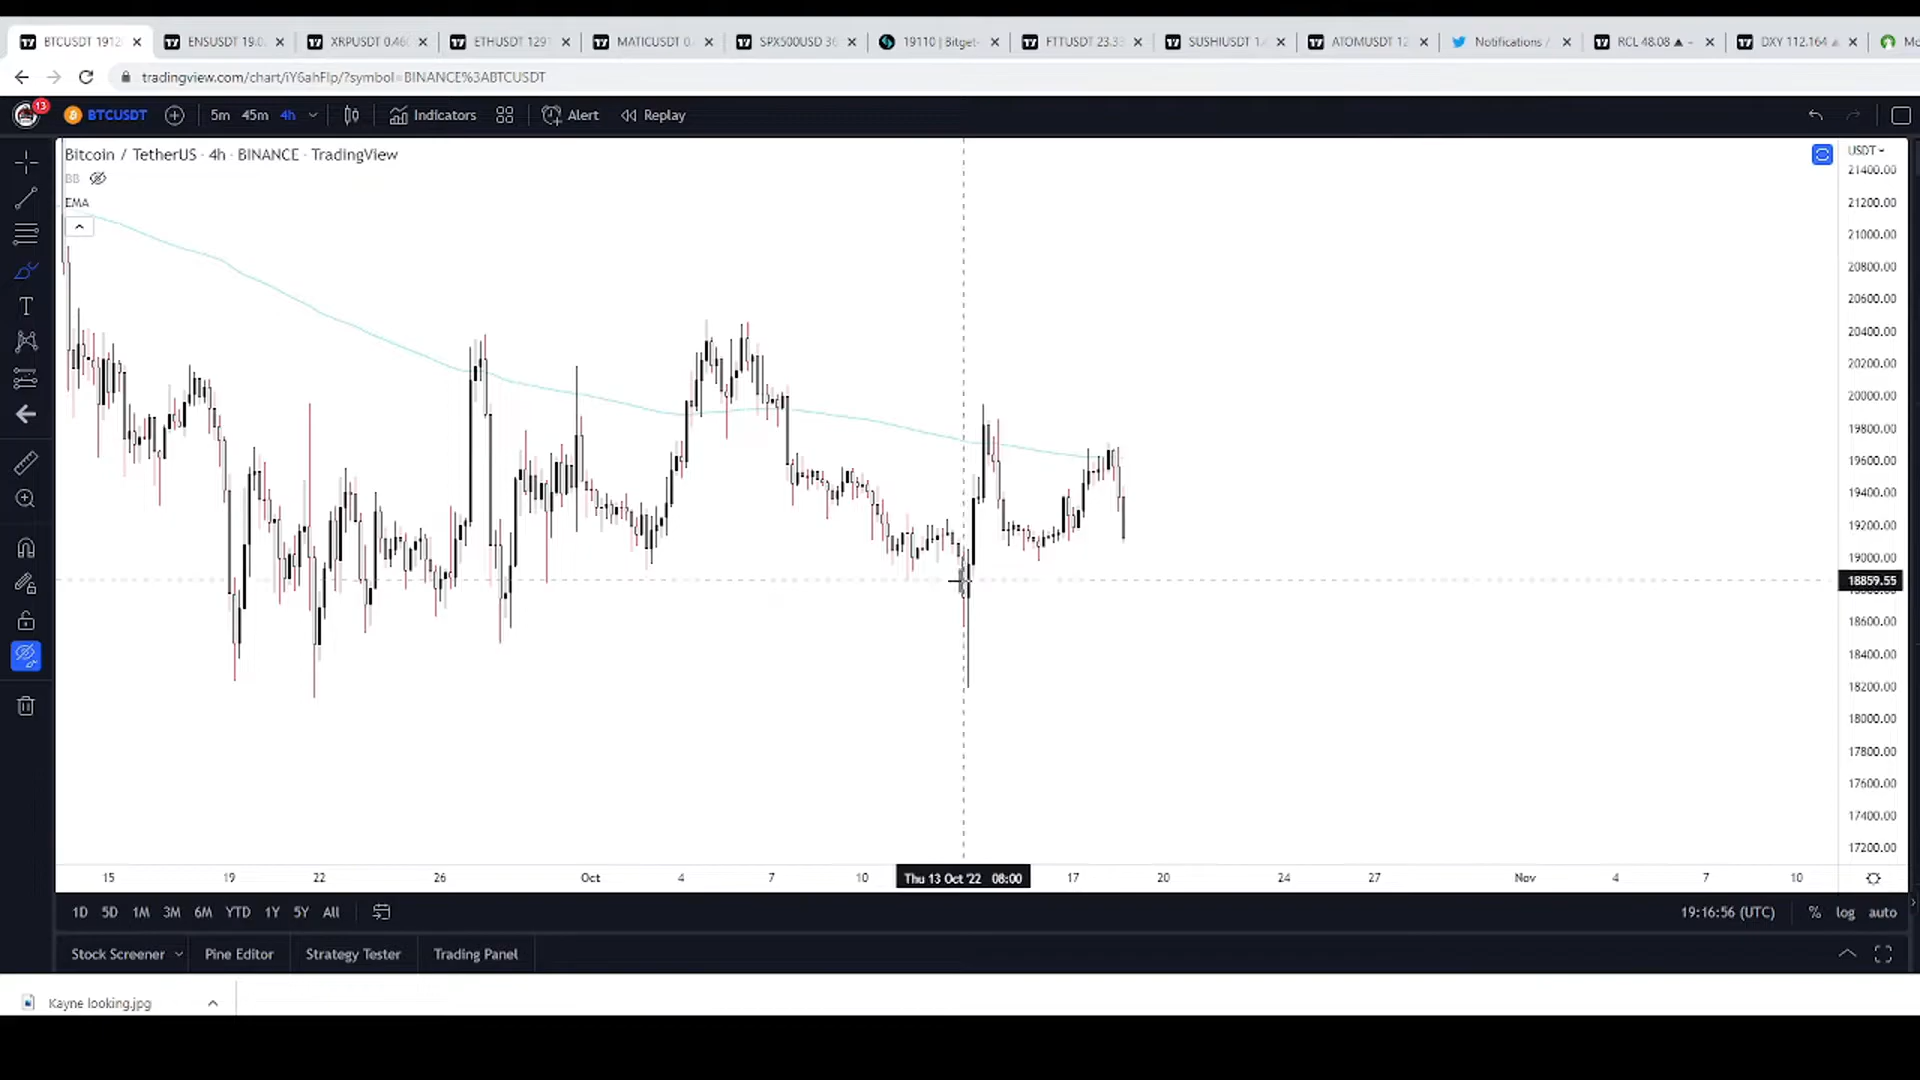 BTCUSDT 1912
ENSUSDT 19.0
XRPUSDT 0.460
ETHUSDT 1291
MATICUSDT 0.
SPX500USD 36
19110 | Bitget-
FTTUSDT 23.33
SUSHIUSDT 1.
ATOMUSDT 12
Notifications /
RCL 48.08 ▲ −
DXY 112.164 ▲
Mo
tradingview.com/chart/iY6ahFlp/?symbol=BINANCE%3ABTCUSDT
13
BTCUSDT
5m 45m 4h
Indicators
Alert
Replay
Bitcoin / TetherUS · 4h · BINANCE · TradingView
BB
EMA
USDT
21400.00
21200.00
21000.00
20800.00
20600.00
20400.00
20200.00
20000.00
19800.00
19600.00
19400.00
19200.00
19000.00
18859.55
18600.00
18400.00
18200.00
18000.00
17800.00
17600.00
17400.00
17200.00
15 19 22 26 Oct 4 7 10 Thu 13 Oct '22 08:00 17 20 24 27 Nov 4 7 10
1D 5D 1M 3M 6M YTD 1Y 5Y All
19:16:56 (UTC) % log auto
Stock Screener Pine Editor Strategy Tester Trading Panel
Kayne looking.jpg